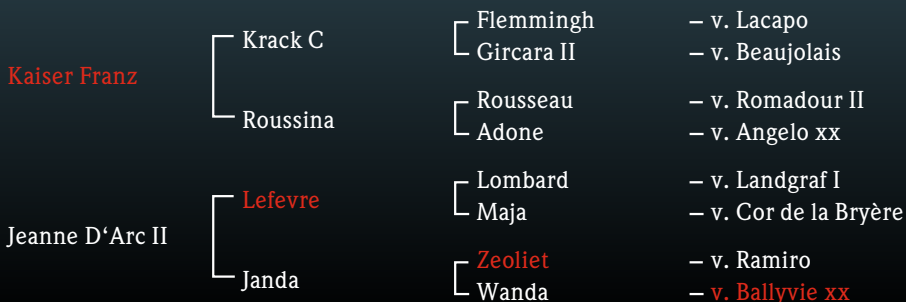 Flemmingh – v. Lacapo
Krack C
Gircara II – v. Beaujolais
Kaiser Franz
Rousseau – v. Romadour II
Roussina
Adone – v. Angelo xx
Lombard – v. Landgraf I
Lefevre
Maja – v. Cor de la Bryère
Jeanne D‘Arc II
Zeoliet – v. Ramiro
Janda
Wanda – v. Ballyvie xx